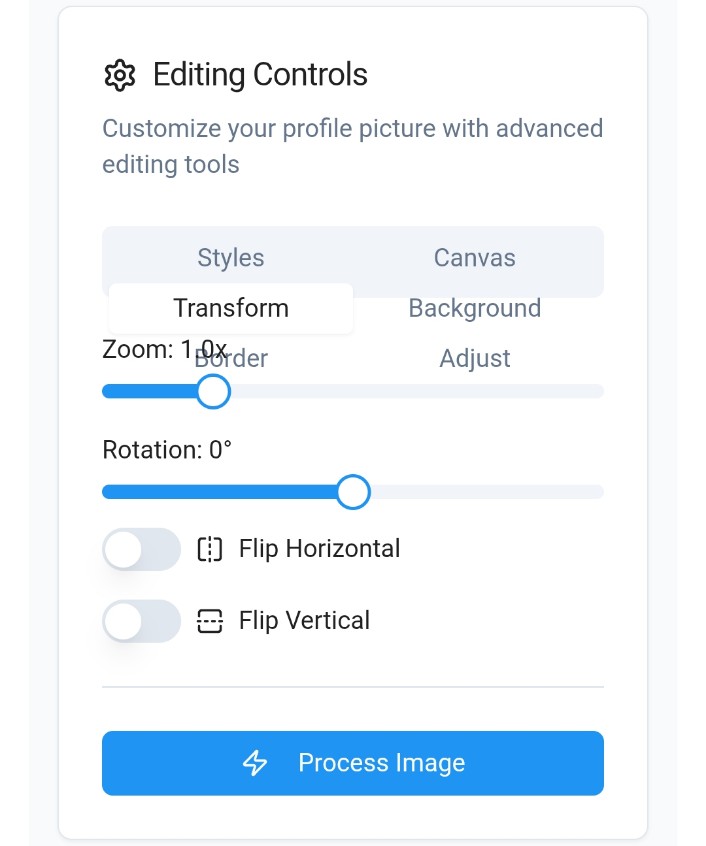 Editing Controls
Customize your profile picture with advanced
editing tools
Styles
Canvas
Transform
Background
Zoom: 1.0x
Border
Adjust
Rotation: 0°
Flip Horizontal
Flip Vertical
Process Image